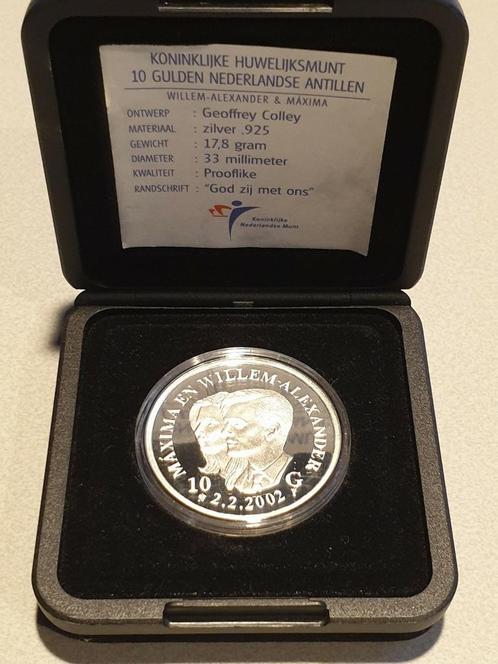 KONINKLIJKE HUWELIJKSMUNT
10 GULDEN NEDERLANDSE ANTILLEN
WILLEM-ALEXANDER & MÁXIMA
ONTWERP : Geoffrey Colley
MATERIAAL : zilver .925
GEWICHT : 17,8 gram
DIAMETER : 33 millimeter
KWALITEIT : Prooflike
RANDSCHRIFT : "God zij met ons"
Koninklijke
Nederlandse Munt
MÁXIMA EN WILLEM-ALEXANDER
10 G
2.2.2002